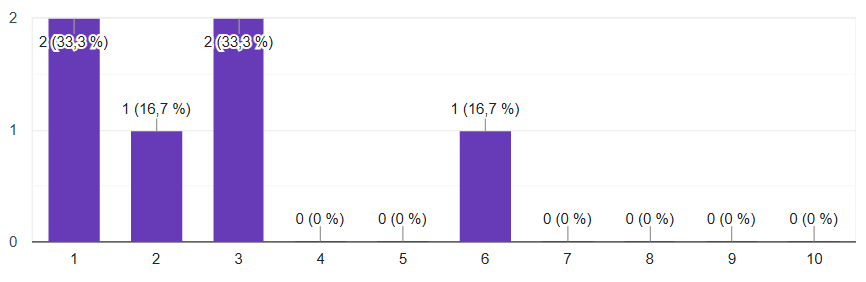 2
2 (33,3 %) 2 (33,3 %)
1 (16,7 %) 1 (16,7 %)
1
0 (0 %) 0 (0 %) 0 (0 %) 0 (0 %) 0 (0 %) 0 (0 %)
0
1 2 3 4 5 6 7 8 9 10